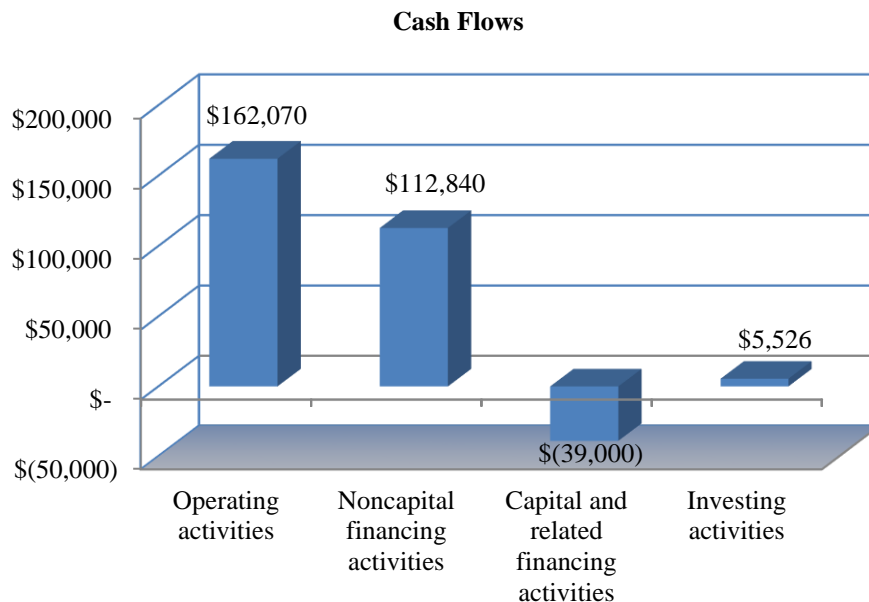 Cash Flows
$200,000
$150,000
$100,000
$50,000
$-
$(50,000)
$162,070
$112,840
$(39,000)
$5,526
Operating
activities
Noncapital
financing
activities
Capital and
related
financing
activities
Investing
activities